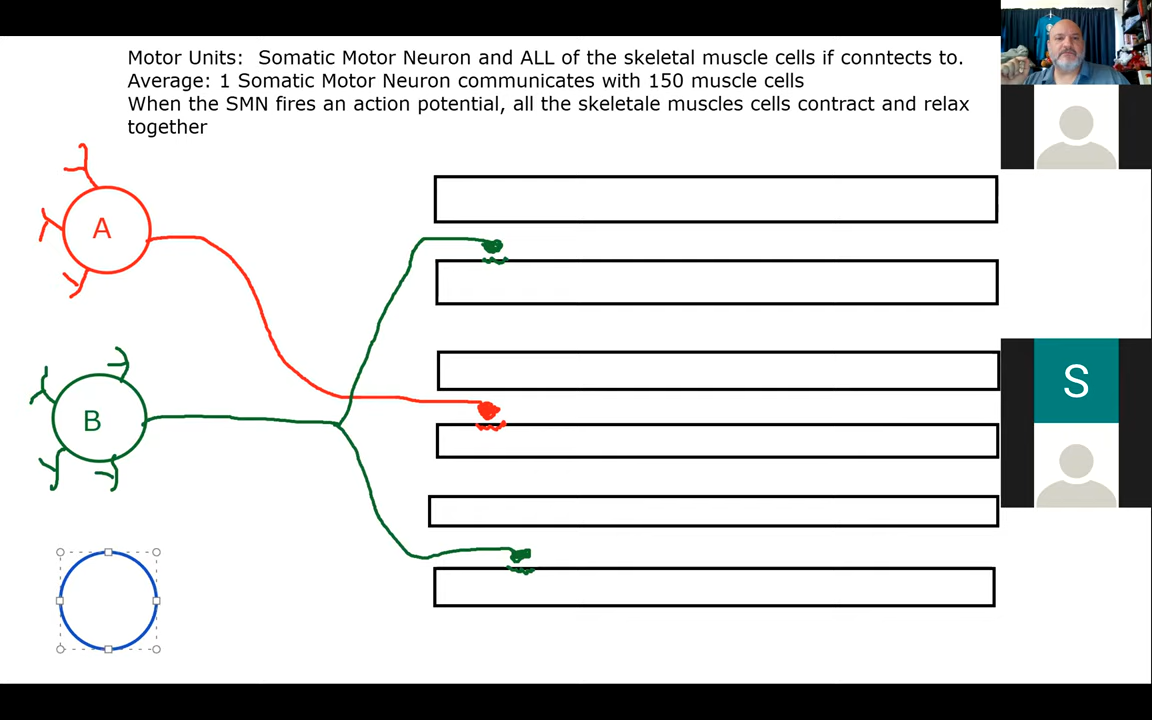 Motor Units:  Somatic Motor Neuron and ALL of the skeletal muscle cells if conntects to.
Average: 1 Somatic Motor Neuron communicates with 150 muscle cells
When the SMN fires an action potential, all the skeletale muscles cells contract and relax
together
A
B
S